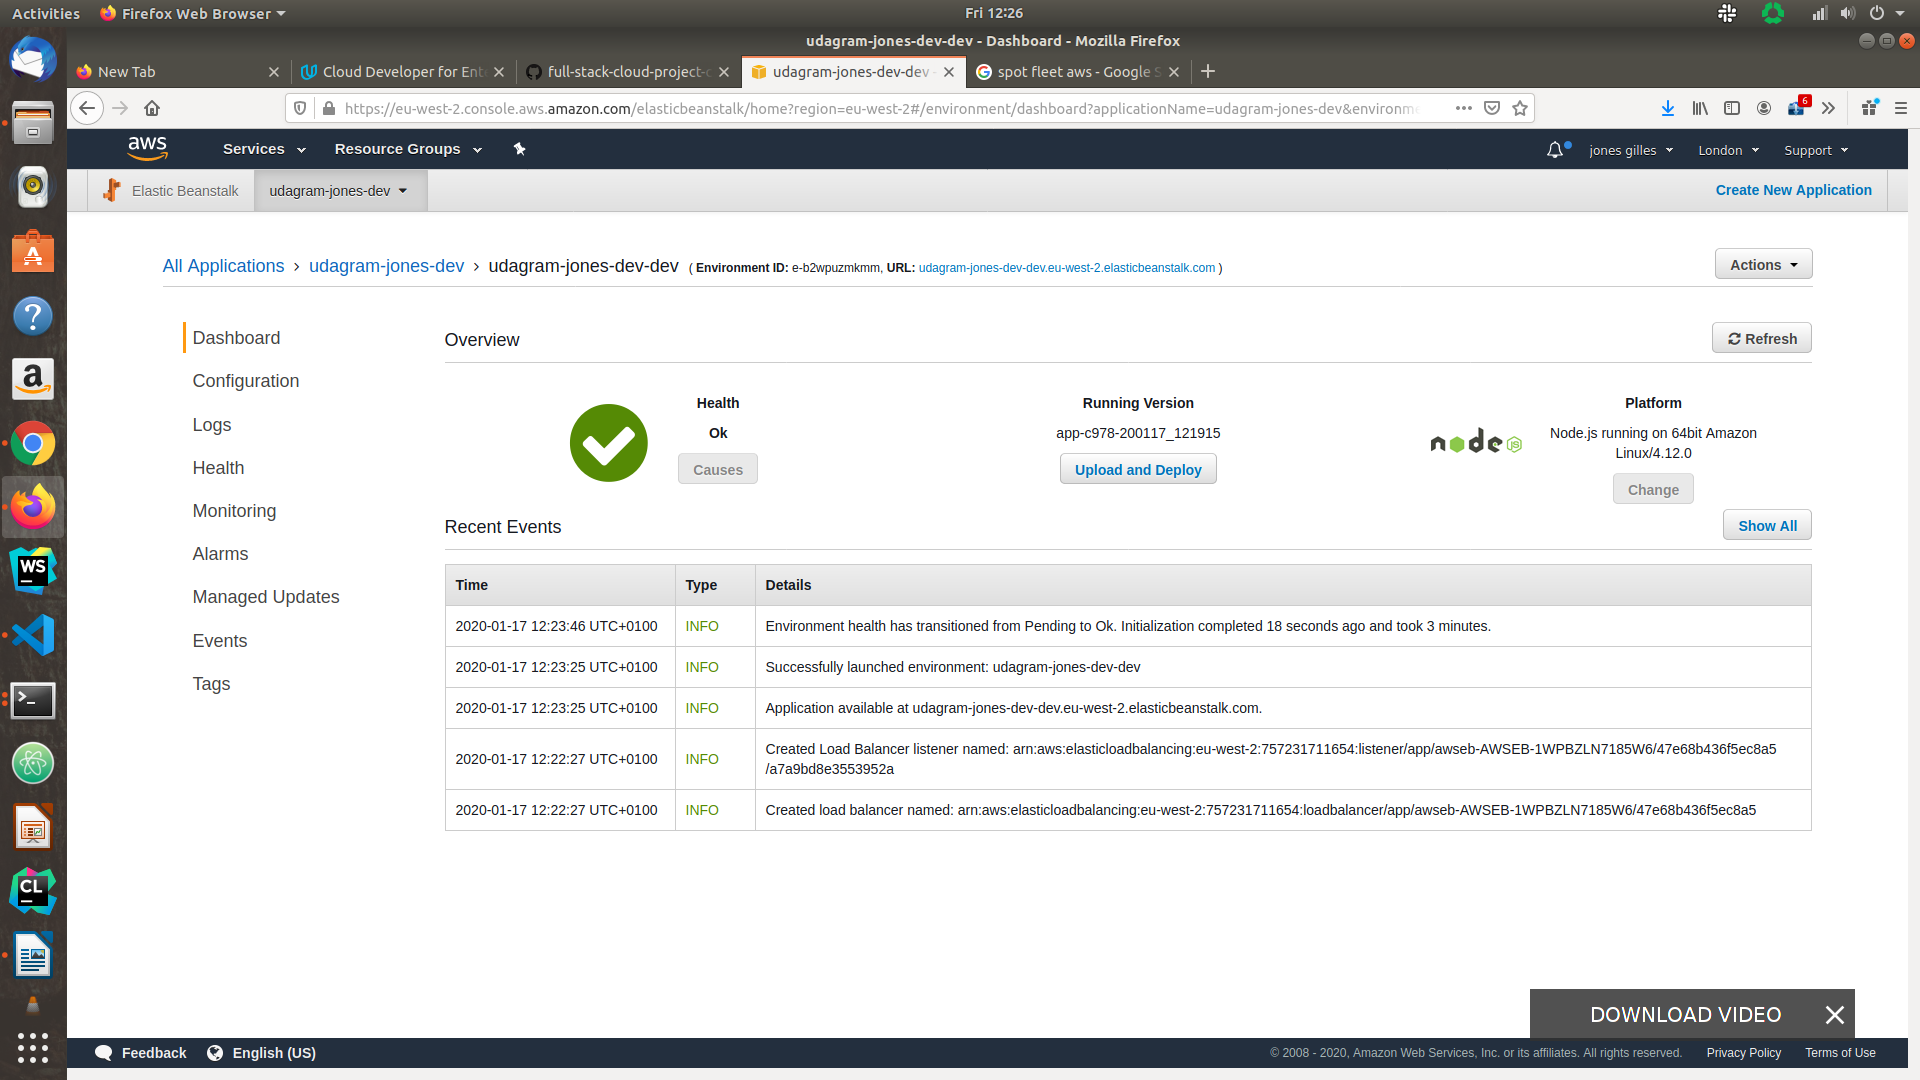 Activities
Firefox Web Browser
Fri 12:26
udagram-jones-dev-dev - Dashboard - Mozilla Firefox
New Tab
Cloud Developer for Ente
full-stack-cloud-project-c
udagram-jones-dev-dev -
spot fleet aws - Google S
https://eu-west-2.console.aws.amazon.com/elasticbeanstalk/home?region=eu-west-2#/environment/dashboard?applicationName=udagram-jones-dev&environme
6
aws
Services
Resource Groups
jones gilles
London
Support
Elastic Beanstalk
udagram-jones-dev
Create New Application
All Applications › udagram-jones-dev › udagram-jones-dev-dev ( Environment ID: e-b2wpuzmkmm, URL: udagram-jones-dev-dev.eu-west-2.elasticbeanstalk.com )
Actions
Dashboard
Configuration
Logs
Health
Monitoring
Alarms
Managed Updates
Events
Tags
Overview
Refresh
Health
Ok
Causes
Running Version
app-c978-200117_121915
Upload and Deploy
node
JS
Platform
Node.js running on 64bit Amazon
Linux/4.12.0
Change
Recent Events
Show All
Time Type Details
2020-01-17 12:23:46 UTC+0100 INFO Environment health has transitioned from Pending to Ok. Initialization completed 18 seconds ago and took 3 minutes.
2020-01-17 12:23:25 UTC+0100 INFO Successfully launched environment: udagram-jones-dev-dev
2020-01-17 12:23:25 UTC+0100 INFO Application available at udagram-jones-dev-dev.eu-west-2.elasticbeanstalk.com.
2020-01-17 12:22:27 UTC+0100 INFO Created Load Balancer listener named: arn:aws:elasticloadbalancing:eu-west-2:757231711654:listener/app/awseb-AWSEB-1WPBZLN7185W6/47e68b436f5ec8a5
/a7a9bd8e3553952a
2020-01-17 12:22:27 UTC+0100 INFO Created load balancer named: arn:aws:elasticloadbalancing:eu-west-2:757231711654:loadbalancer/app/awseb-AWSEB-1WPBZLN7185W6/47e68b436f5ec8a5
WS
CL
DOWNLOAD VIDEO
Feedback
English (US)
© 2008 - 2020, Amazon Web Services, Inc. or its affiliates. All rights reserved.
Privacy Policy
Terms of Use